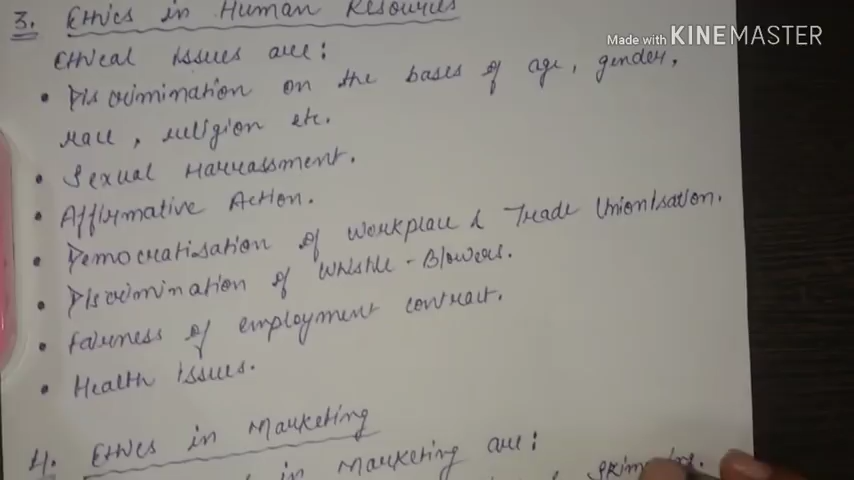 3. Ethics in Human Resources
Made with KINEMASTER
Ethical issues are:
• Discrimination on the bases of age, gender,
race, religion etc.
• Sexual Harrassment.
• Affirmative Action.
• Democratisation of workplace & Trade Unionisation.
• Discrimination of Whistle-Blowers.
• Fairness of employment contract.
• Health Issues.
4. Ethics in Marketing
in Marketing are: